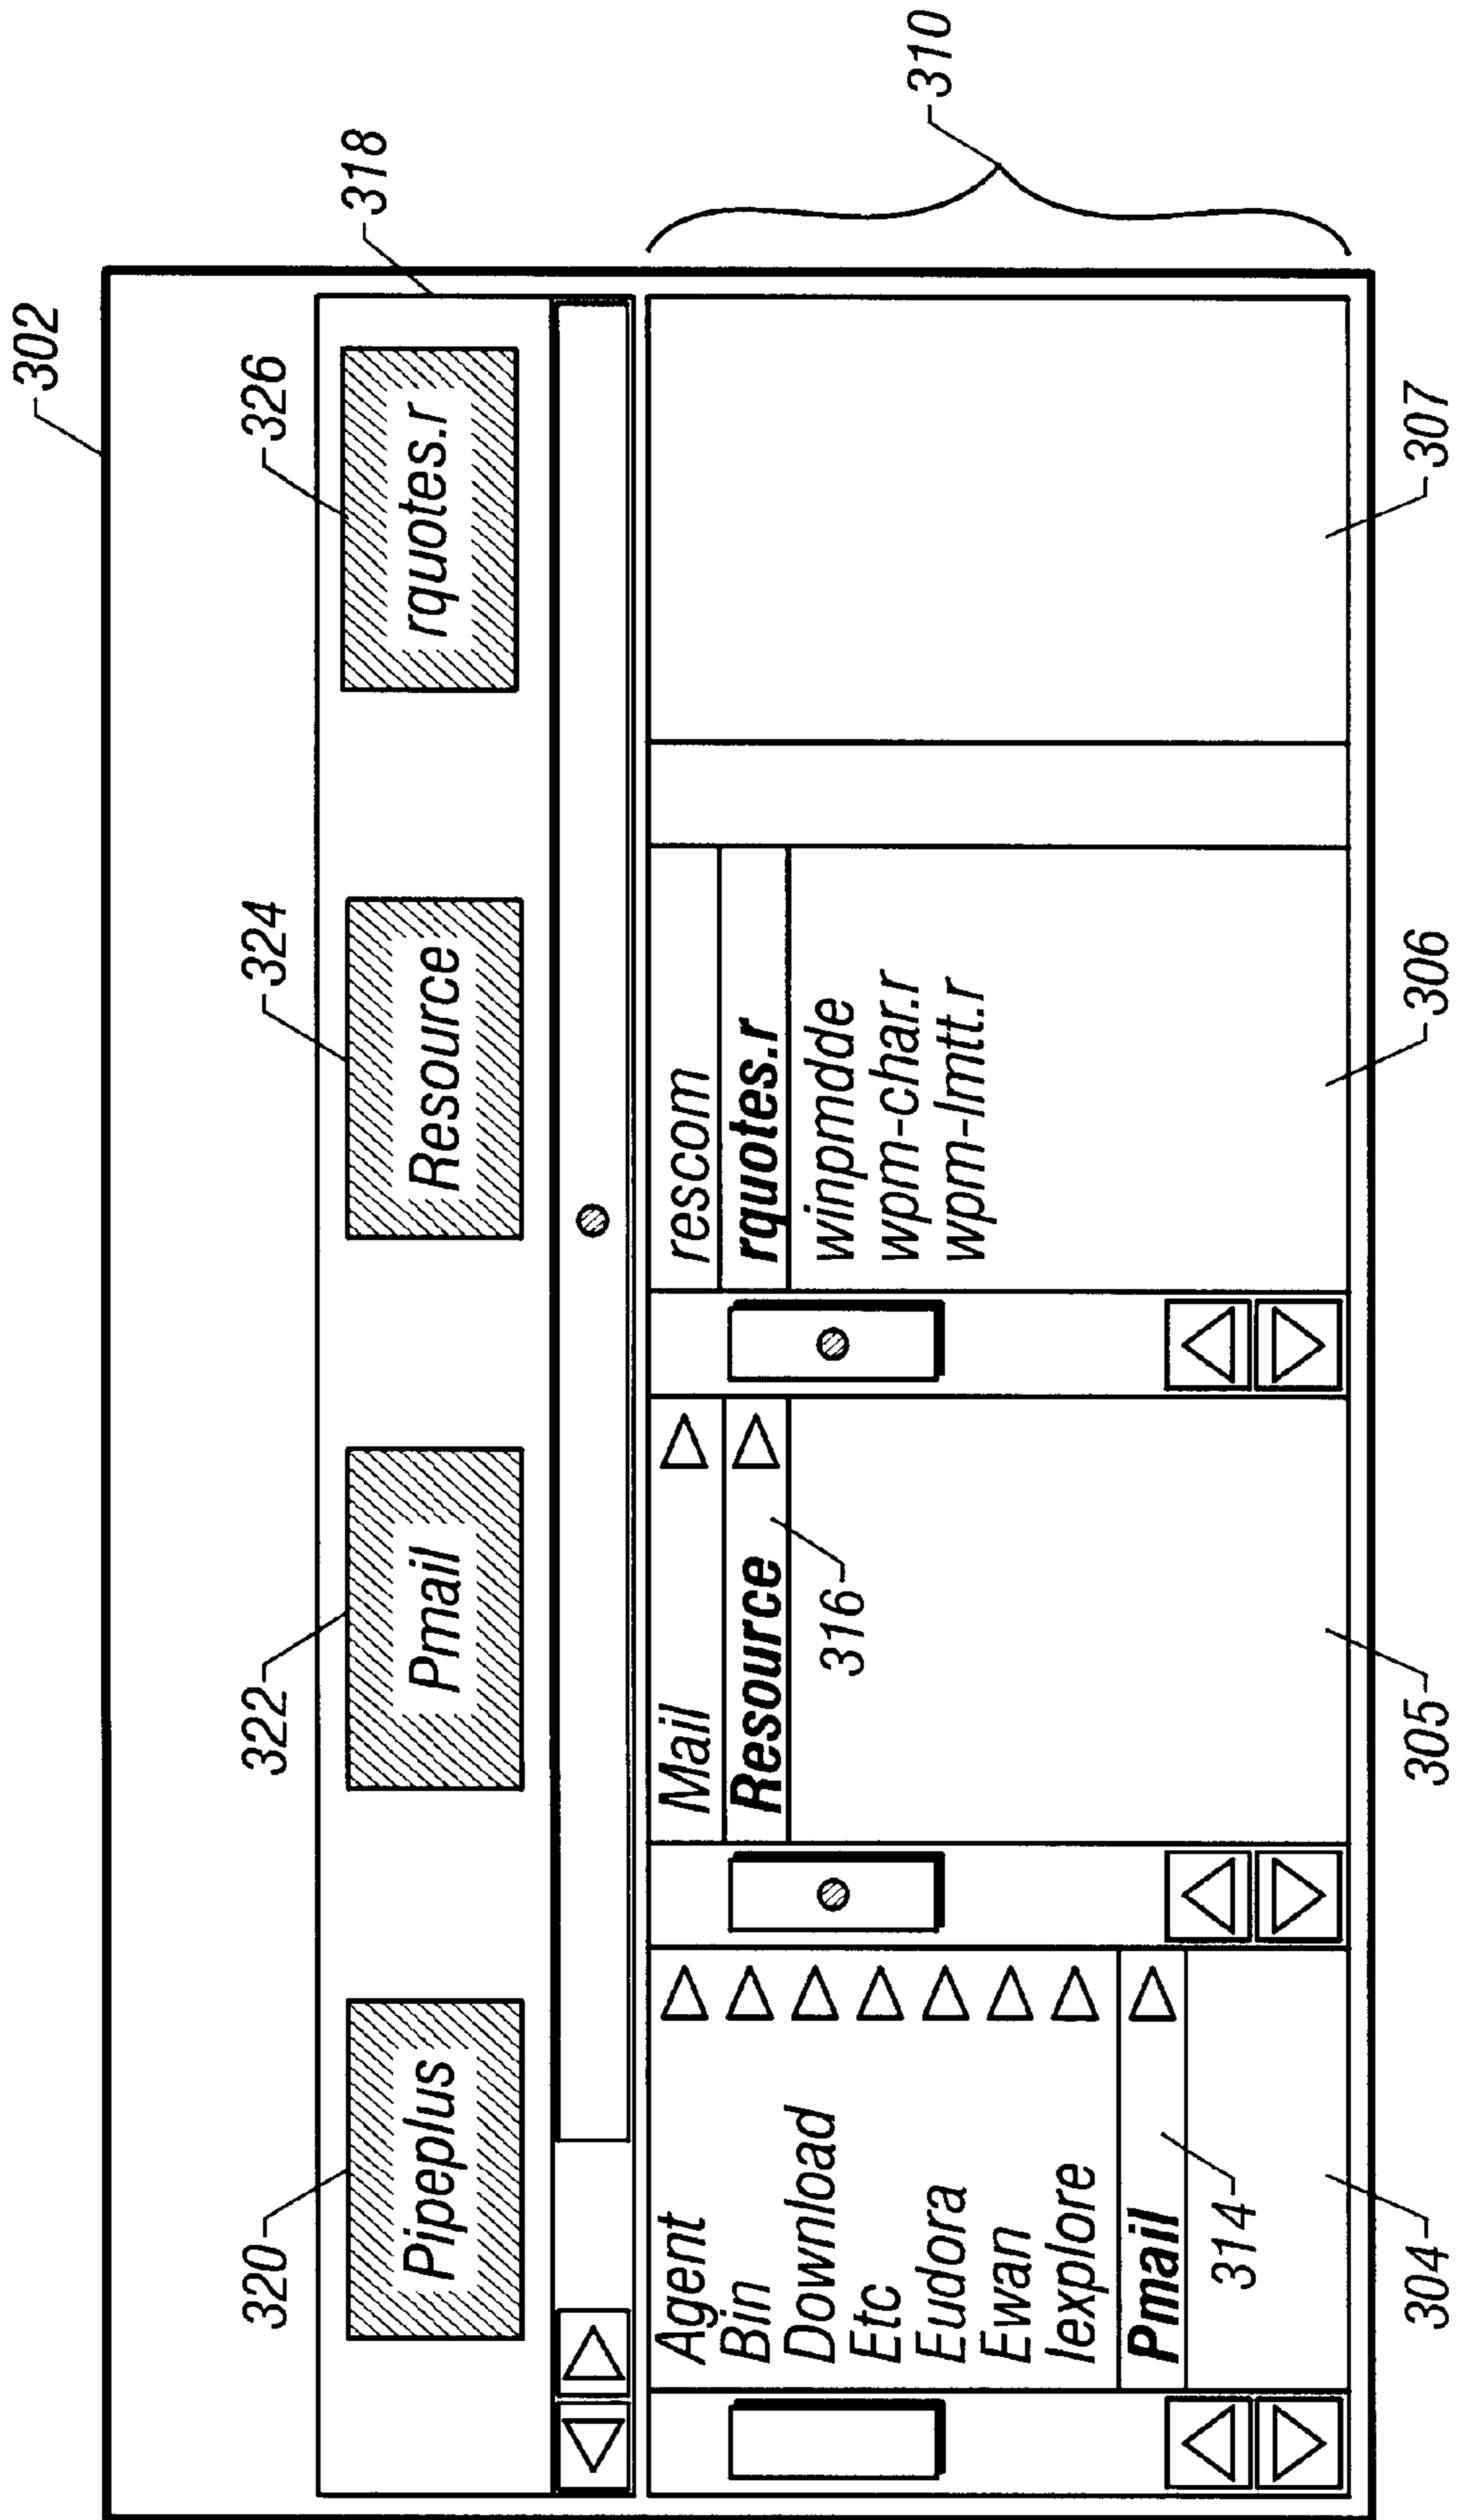 302
318
320
322
324
326
Pipeplus
Pmail
Resource
rquotes.r
310
Agent
Bin
Download
Etc
Eudora
Ewan
Iexplore
Pmail
314
Mail
Resource
316
rescom
rquotes.r
winpmdde
wpm-char.r
wpm-lmtt.r
304
305
306
307